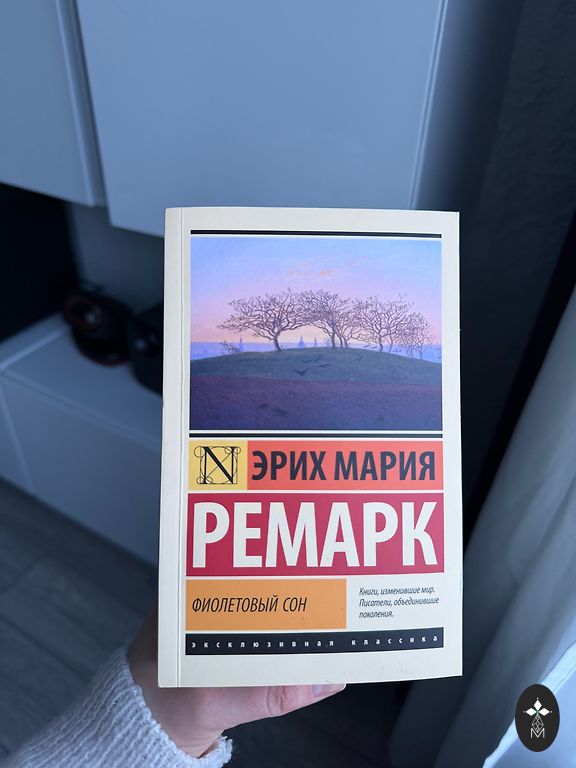 N
ЭРИХ МАРИЯ
РЕМАРК
ФИОЛЕТОВЫЙ СОН
Книги, изменившие мир.
Писатели, объединившие
поколения.
эксклюзивная классика
M